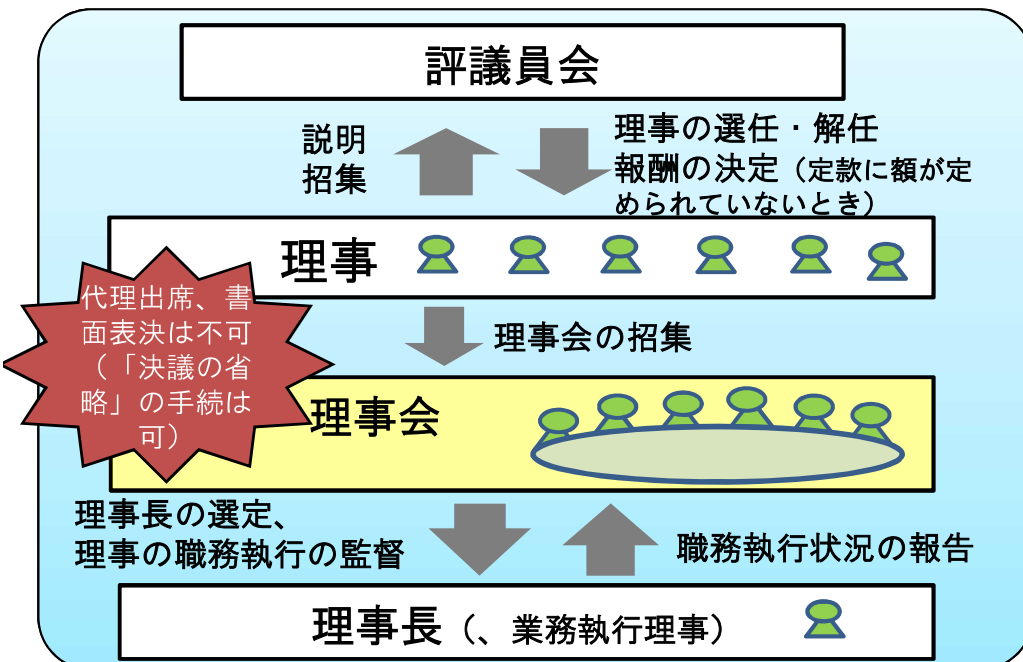 評議員会
説明
招集
理事の選任・解任
報酬の決定（定款に額が定
められていないとき）
理事
代理出席、書
面表決は不可
（「決議の省
略」の手続は
可）
理事会の招集
理事会
理事長の選定、
理事の職務執行の監督
職務執行状況の報告
理事長（、業務執行理事）